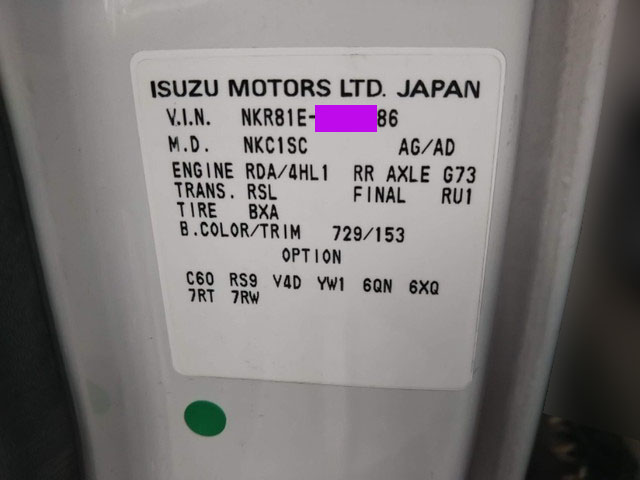 ISUZU MOTORS LTD. JAPAN
V.I.N. NKR81E- 86
M.D. NKC1SC AG/AD
ENGINE RDA/4HL1 RR AXLE G73
TRANS. RSL FINAL RU1
TIRE BXA
B.COLOR/TRIM 729/153
OPTION
C60 RS9 V4D YW1 6QN 6XQ
7RT 7RW